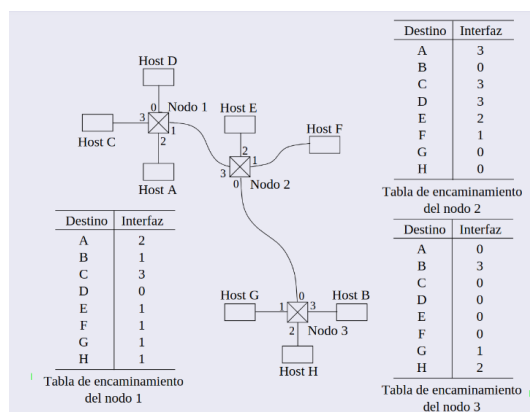 Host D
0
Nodo 1
3
1
2
Host C
Host A
Host E
2
1
3
0
Nodo 2
Host F
Host G
0
1
3
2
Host B
Nodo 3
Host H
Destino Interfaz
A 3
B 0
C 3
D 3
E 2
F 1
G 0
H 0
Tabla de encaminamiento
del nodo 2
Destino Interfaz
A 2
B 1
C 3
D 0
E 1
F 1
G 1
H 1
Tabla de encaminamiento
del nodo 1
Destino Interfaz
A 0
B 3
C 0
D 0
E 0
F 0
G 1
H 2
Tabla de encaminamiento
del nodo 3